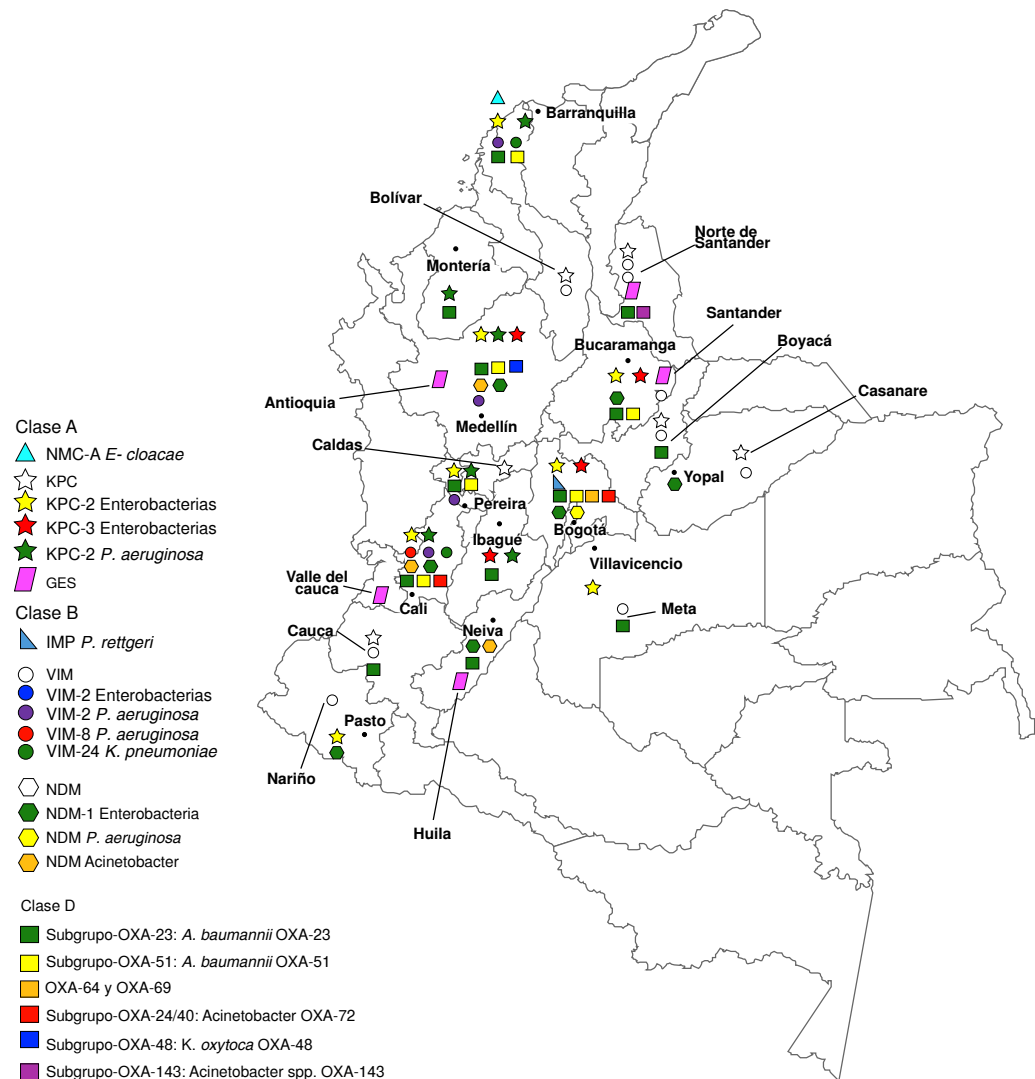 Barranquilla
Bolívar
Norte de
Santander
Montería
Santander
Bucaramanga
Boyacá
Antioquia
Casanare
Medellín
Caldas
Yopal
Pereira
Bogotá
Ibagué
Villavicencio
Valle del
cauca
Cali
Meta
Cauca
Neiva
Pasto
Nariño
Huila
Clase A
NMC-A E- cloacae
KPC
KPC-2 Enterobacterias
KPC-3 Enterobacterias
KPC-2 P. aeruginosa
GES
Clase B
IMP P. rettgeri
VIM
VIM-2 Enterobacterias
VIM-2 P. aeruginosa
VIM-8 P. aeruginosa
VIM-24 K. pneumoniae
NDM
NDM-1 Enterobacteria
NDM P. aeruginosa
NDM Acinetobacter
Clase D
Subgrupo-OXA-23: A. baumannii OXA-23
Subgrupo-OXA-51: A. baumannii OXA-51
OXA-64 y OXA-69
Subgrupo-OXA-24/40: Acinetobacter OXA-72
Subgrupo-OXA-48: K. oxytoca OXA-48
Subgrupo-OXA-143: Acinetobacter spp. OXA-143